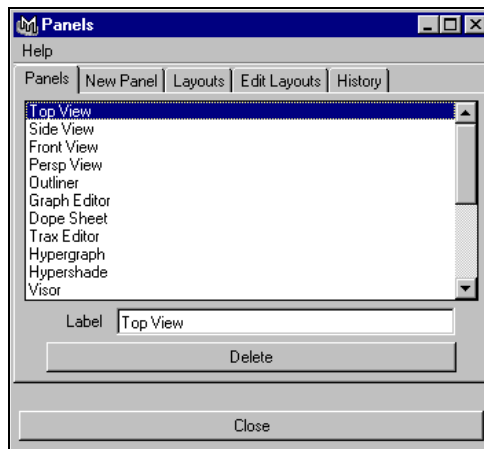 Panels
Help
Panels New Panel Layouts Edit Layouts History
Top View
Side View
Front View
Persp View
Outliner
Graph Editor
Dope Sheet
Trax Editor
Hypergraph
Hypershade
Visor
Label Top View
Delete
Close